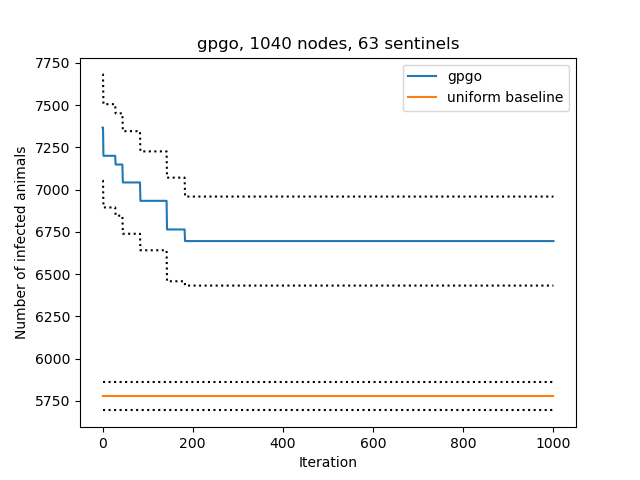 gpgo, 1040 nodes, 63 sentinels
7750
7500
7250
7000
6750
6500
6250
6000
5750
Number of infected animals
gpgo
uniform baseline
0 200 400 600 800 1000
Iteration